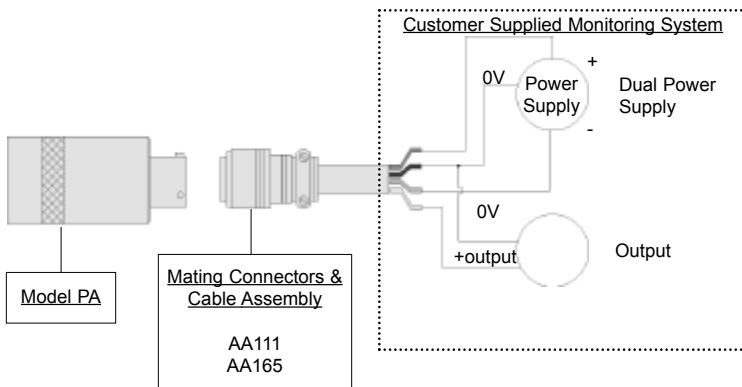 Customer Supplied Monitoring System
+
0V
Power
Supply
Dual Power
Supply
-
0V
+output
Output
Model PA
Mating Connectors &
Cable Assembly
AA111
AA165